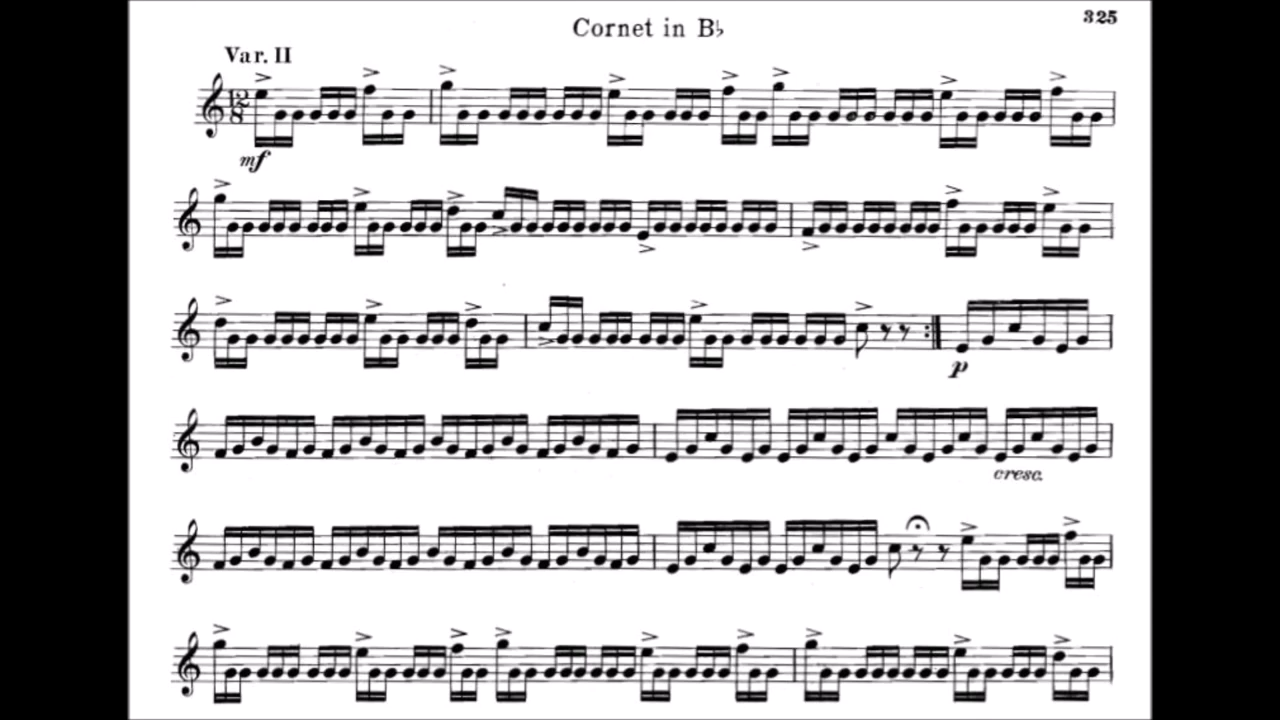 325
Cornet in B♭
Var. II
12
8
mf
p
cresc.